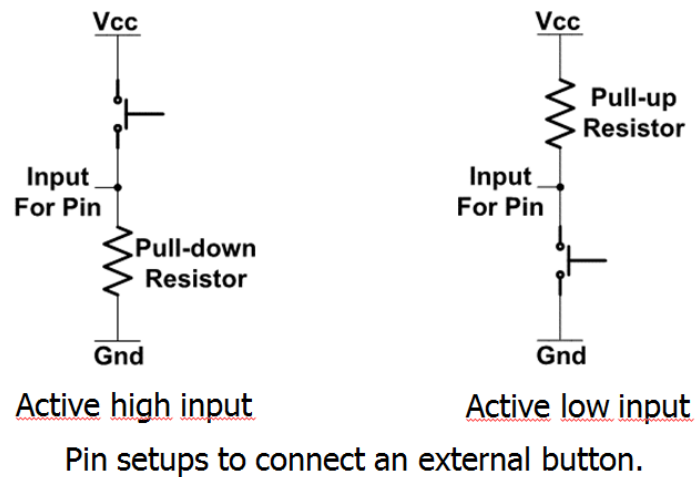 Vcc
Input
For Pin
Pull-down
Resistor
Gnd
Active high input
Vcc
Pull-up
Resistor
Input
For Pin
Gnd
Active low input
Pin setups to connect an external button.